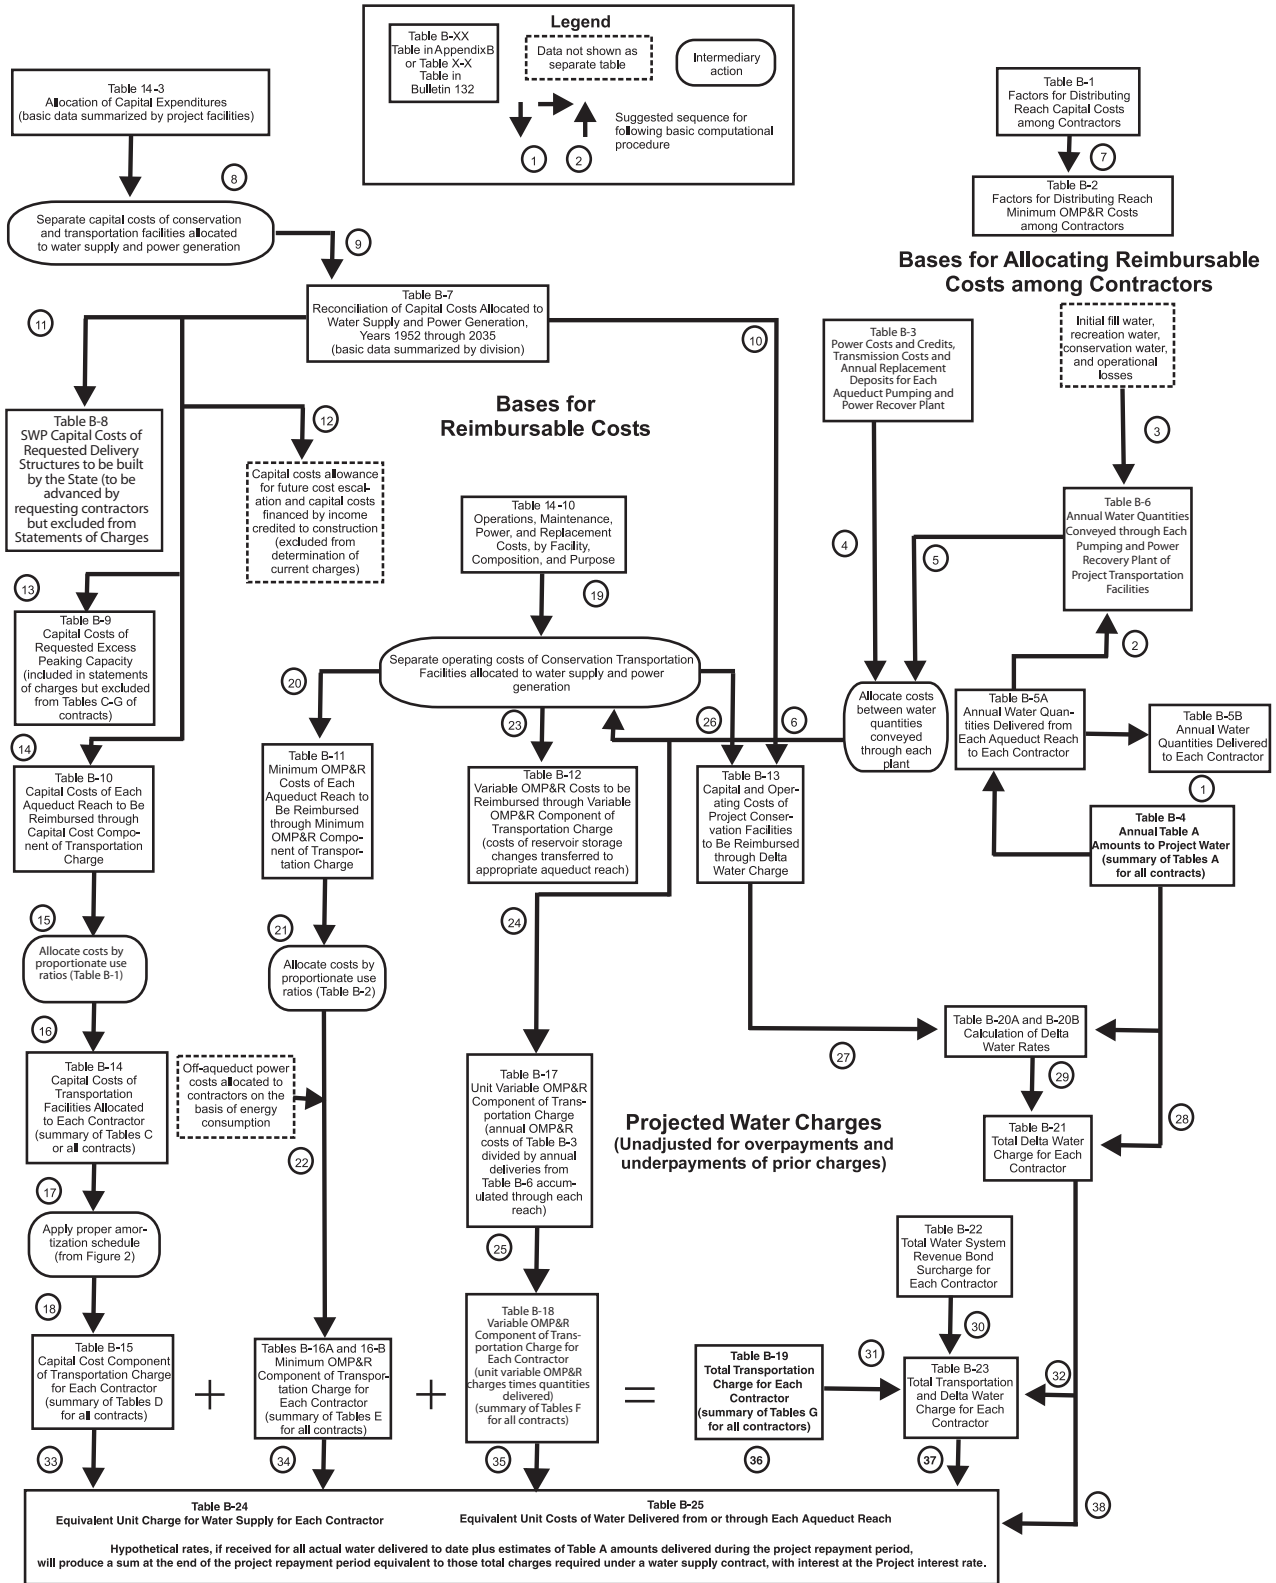 Legend
Table B-XX
Table in AppendixB
or Table X-X
Table in
Bulletin 132
Data not shown as
separate table
Intermediary
action
Suggested sequence for
following basic computational
procedure
1
2
Table 14-3
Allocation of Capital Expenditures
(basic data summarized by project facilities)
8
Separate capital costs of conservation
and transportation facilities allocated
to water supply and power generation
9
Table B-1
Factors for Distributing
Reach Capital Costs
among Contractors
7
Table B-2
Factors for Distributing Reach
Minimum OMP&R Costs
among Contractors
Bases for Allocating Reimbursable
Costs among Contractors
Table B-7
Reconciliation of Capital Costs Allocated to
Water Supply and Power Generation,
Years 1952 through 2035
(basic data summarized by division)
11
10
Table B-3
Power Costs and Credits,
Transmission Costs and
Annual Replacement
Deposits for Each
Aqueduct Pumping and
Power Recover Plant
Initial fill water,
recreation water,
conservation water,
and operational
losses
3
Table B-8
SWP Capital Costs of
Requested Delivery
Structures to be built
by the State (to be
advanced by
requesting contractors
but excluded from
Statements of Charges
12
Bases for
Reimbursable Costs
Capital costs allowance
for future cost escal-
ation and capital costs
financed by income
credited to construction
(excluded from
determination of
current charges)
Table 14-10
Operations, Maintenance,
Power, and Replacement
Costs, by Facility,
Composition, and Purpose
19
4
5
Table B-6
Annual Water Quantities
Conveyed through Each
Pumping and Power
Recovery Plant of
Project Transportation
Facilities
2
13
Table B-9
Capital Costs of
Requested Excess
Peaking Capacity
(included in statements
of charges but excluded
from Tables C-G of
contracts)
20
Separate operating costs of Conservation Transportation
Facilities allocated to water supply and power
generation
23
26
6
Allocate costs
between water
quantities
conveyed
through each
plant
Table B-5A
Annual Water Quan-
tities Delivered from
Each Aqueduct Reach
to Each Contractor
Table B-5B
Annual Water
Quantities Delivered
to Each Contractor
1
14
Table B-10
Capital Costs of Each
Aqueduct Reach to Be
Reimbursed through
Capital Cost Compo-
nent of Transportation
Charge
Table B-11
Minimum OMP&R
Costs of Each
Aqueduct Reach to
Be Reimbursed
through Minimum
OMP&R Compo-
nent of Transpor-
tation Charge
Table B-12
Variable OMP&R Costs to be
Reimbursed through Variable
OMP&R Component of
Transportation Charge
(costs of reservoir storage
changes transferred to
appropriate aqueduct reach)
Table B-13
Capital and Oper-
ating Costs of
Project Conser-
vation Facilities
to Be Reimbursed
through Delta
Water Charge
Table B-4
Annual Table A
Amounts to Project Water
(summary of Tables A
for all contracts)
15
Allocate costs by
proportionate use
ratios (Table B-1)
21
Allocate costs by
proportionate use
ratios (Table B-2)
24
16
27
Table B-20A and B-20B
Calculation of Delta
Water Rates
29
28
Table B-14
Capital Costs of
Transportation
Facilities Allocated
to Each Contractor
(summary of Tables C
or all contracts)
Off-aqueduct power
costs allocated to
contractors on the
basis of energy
consumption
22
Table B-17
Unit Variable OMP&R
Component of Trans-
portation Charge
(annual OMP&R
costs of Table B-3
divided by annual
deliveries from
Table B-6 accum-
ulated through each
reach)
Projected Water Charges
(Unadjusted for overpayments and
underpayments of prior charges)
Table B-21
Total Delta Water
Charge for Each
Contractor
17
Apply proper amor-
tization schedule
(from Figure 2)
25
Table B-22
Total Water System
Revenue Bond
Surcharge for
Each Contractor
30
18
Table B-15
Capital Cost Component
of Transportation Charge
for Each Contractor
(summary of Tables D
for all contracts)
+
Tables B-16A and 16-B
Minimum OMP&R
Component of Transpor-
tation Charge for
Each Contractor
(summary of Tables E
for all contracts)
+
Table B-18
Variable OMP&R
Component of Trans-
portation Charge for
Each Contractor
(unit variable OMP&R
charges times quantities
delivered)
(summary of Tables F
for all contracts)
=
Table B-19
Total Transportation
Charge for Each
Contractor
(summary of Tables G
for all contractors)
31
Table B-23
Total Transportation
and Delta Water
Charge for Each
Contractor
32
33
34
35
36
37
38
Table B-24
Equivalent Unit Charge for Water Supply for Each Contractor
Table B-25
Equivalent Unit Costs of Water Delivered from or through Each Aqueduct Reach
Hypothetical rates, if received for all actual water delivered to date plus estimates of Table A amounts delivered during the project repayment period,
will produce a sum at the end of the project repayment period equivalent to those total charges required under a water supply contract, with interest at the Project interest rate.